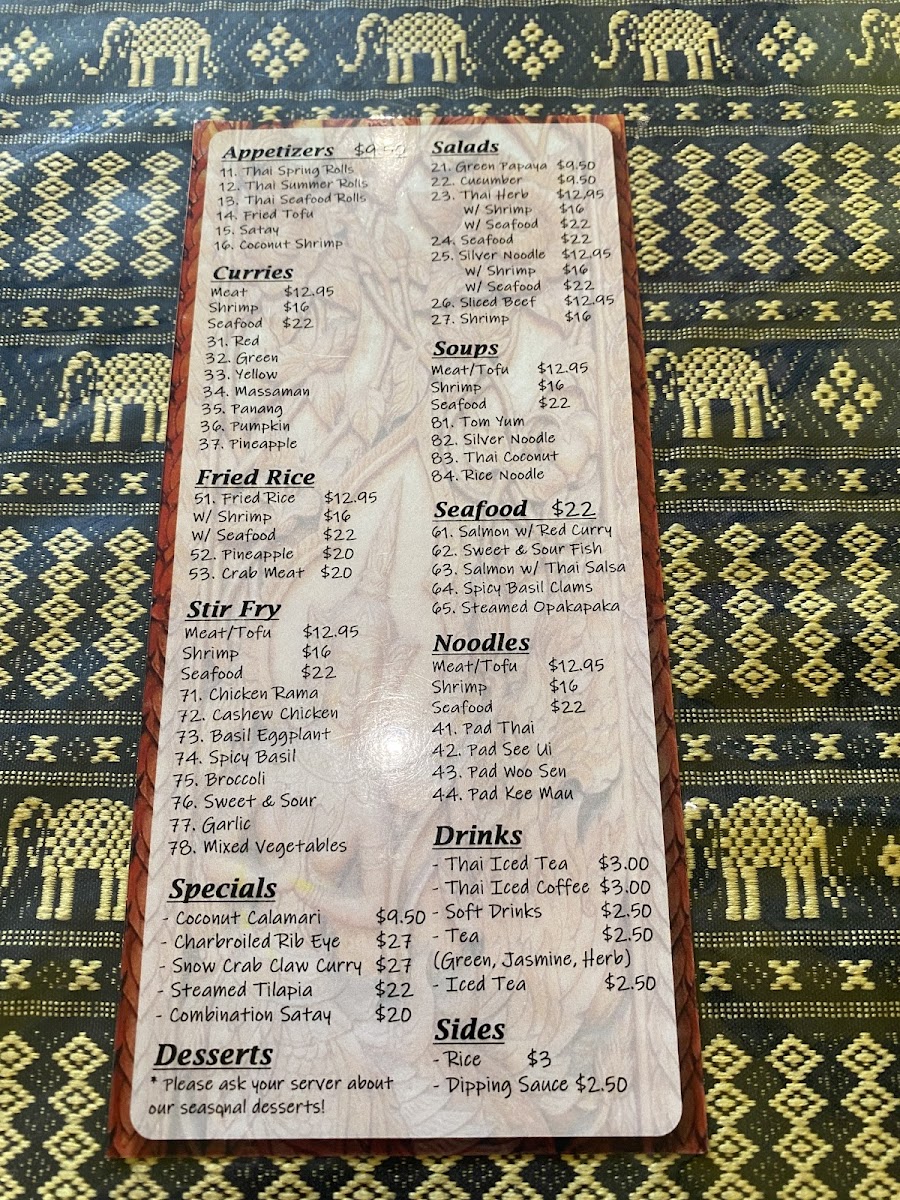 Appetizers $9.50
11. Thai Spring Rolls
12. Thai Summer Rolls
13. Thai Seafood Rolls
14. Fried Tofu
15. Satay
16. Coconut Shrimp
Curries
Meat $12.95
Shrimp $16
Seafood $22
31. Red
32. Green
33. Yellow
34. Massaman
35. Panang
36. Pumpkin
37. Pineapple
Fried Rice
51. Fried Rice $12.95
W/ Shrimp $16
W/ Seafood $22
52. Pineapple $20
53. Crab Meat $20
Stir Fry
Meat/Tofu $12.95
Shrimp $16
Seafood $22
71. Chicken Rama
72. Cashew Chicken
73. Basil Eggplant
74. Spicy Basil
75. Broccoli
76. Sweet & Sour
77. Garlic
78. Mixed Vegetables
Specials
- Coconut Calamari $9.50
- Charbroiled Rib Eye $27
- Snow Crab Claw Curry $27
- Steamed Tilapia $22
- Combination Satay $20
Desserts
* Please ask your server about
our seasonal desserts!
Salads
21. Green Papaya $9.50
22. Cucumber $9.50
23. Thai Herb $12.95
W/ Shrimp $16
W/ Seafood $22
24. Seafood $22
25. Silver Noodle $12.95
W/ Shrimp $16
W/ Seafood $22
26. Sliced Beef $12.95
27. Shrimp $16
Soups
Meat/Tofu $12.95
Shrimp $16
Seafood $22
81. Tom Yum
82. Silver Noodle
83. Thai Coconut
84. Rice Noodle
Seafood $22
61. Salmon w/ Red Curry
62. Sweet & Sour Fish
63. Salmon w/ Thai Salsa
64. Spicy Basil Clams
65. Steamed Opakapaka
Noodles
Meat/Tofu $12.95
Shrimp $16
Seafood $22
41. Pad Thai
42. Pad See Ui
43. Pad Woo Sen
44. Pad Kee Mau
Drinks
- Thai Iced Tea $3.00
- Thai Iced Coffee $3.00
- Soft Drinks $2.50
- Tea $2.50
(Green, Jasmine, Herb)
- Iced Tea $2.50
Sides
- Rice $3
- Dipping Sauce $2.50